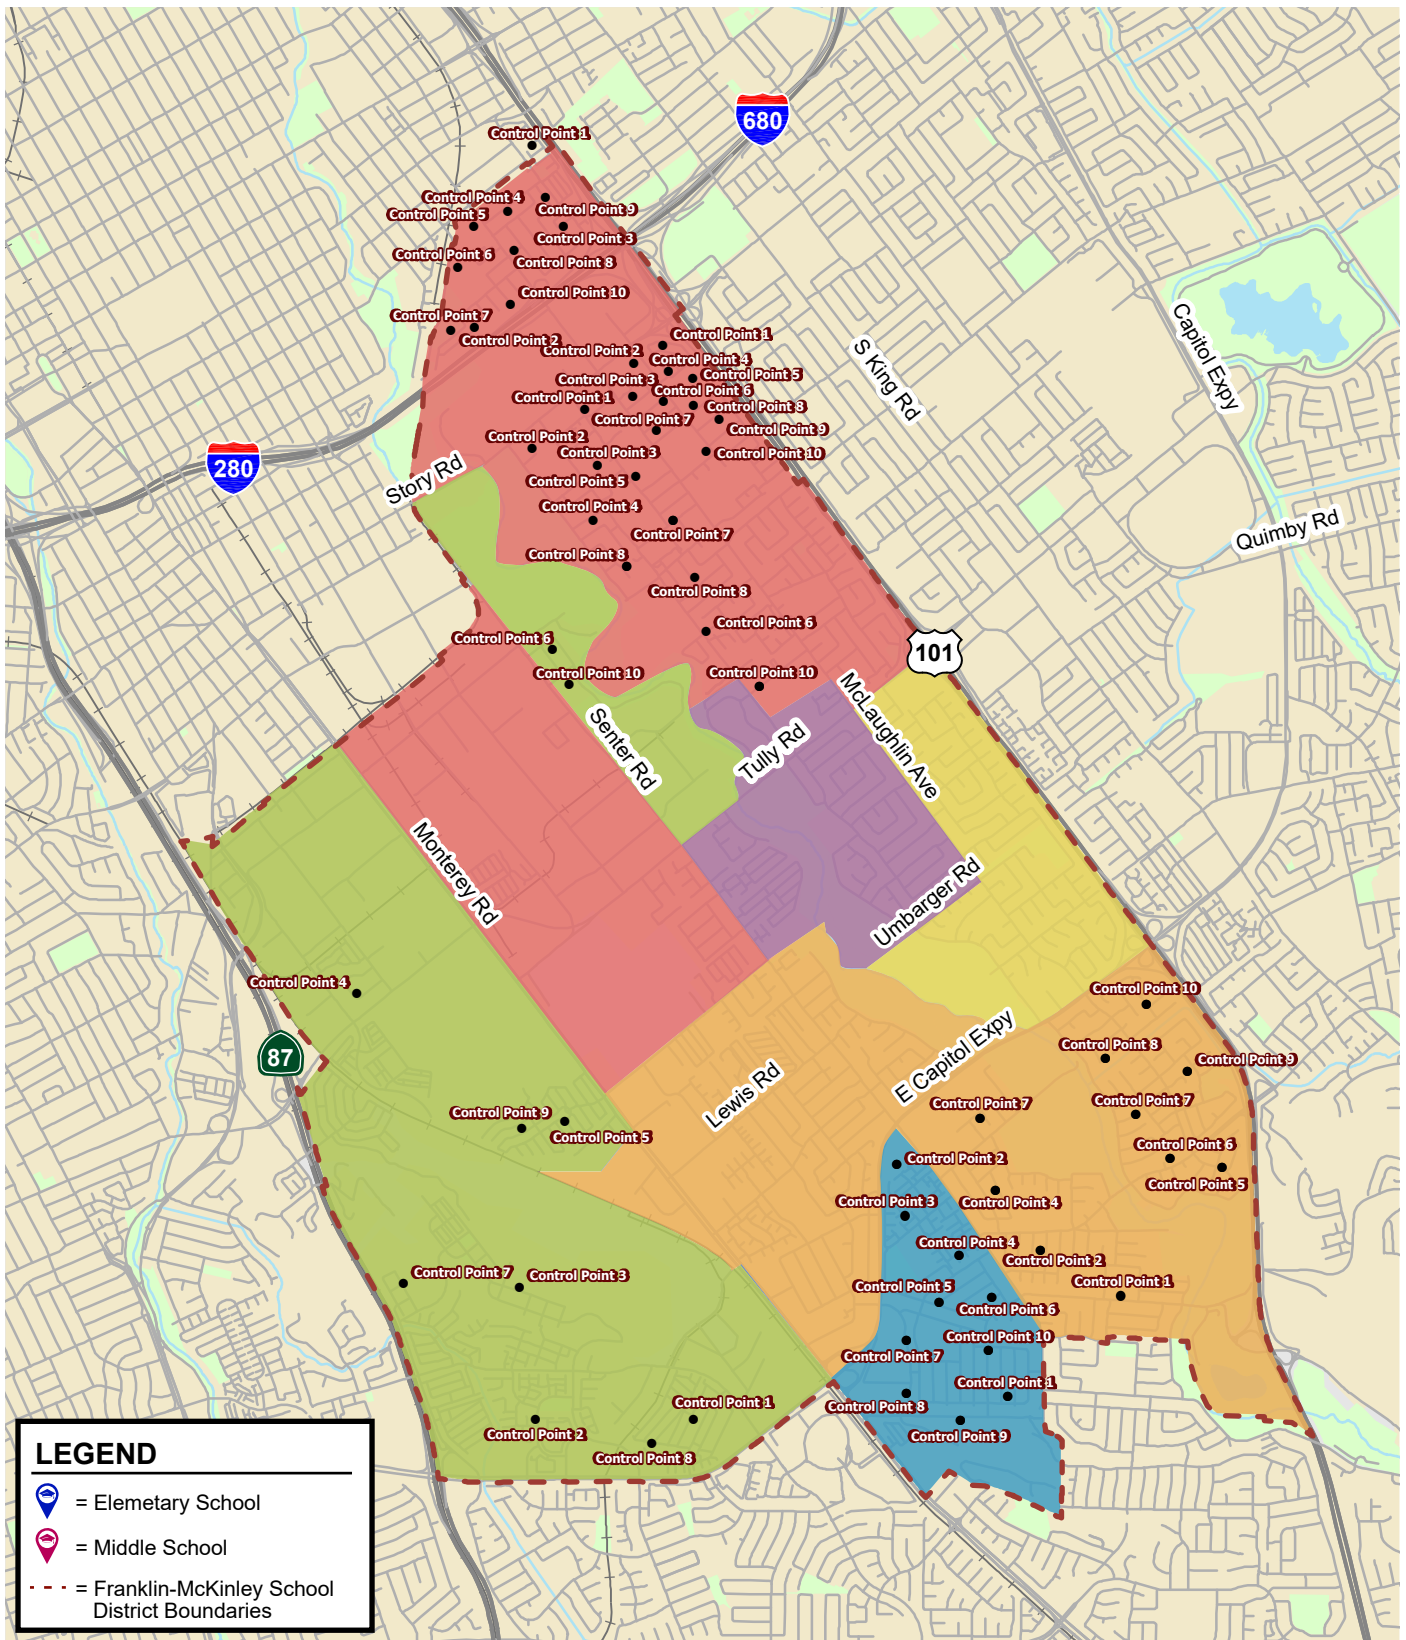 680
Control Point 1
Control Point 4
Control Point 9
Control Point 5
Control Point 3
Control Point 6
Control Point 8
Control Point 10
Control Point 7
Control Point 2
Control Point 1
Control Point 2
Control Point 4
Control Point 5
Control Point 3
Control Point 6
Control Point 1
Control Point 8
Control Point 7
Control Point 9
Control Point 2
Control Point 3
Control Point 10
Control Point 5
Control Point 4
Control Point 7
Control Point 8
Control Point 8
Control Point 6
Control Point 6
Control Point 10
Control Point 10
S King Rd
Capitol Expy
Quimby Rd
280
Story Rd
101
McLaughlin Ave
Senter Rd
Tully Rd
Monterey Rd
Umbarger Rd
Control Point 4
87
E Capitol Expy
Lewis Rd
Control Point 10
Control Point 8
Control Point 9
Control Point 7
Control Point 7
Control Point 9
Control Point 5
Control Point 6
Control Point 5
Control Point 2
Control Point 3
Control Point 4
Control Point 4
Control Point 2
Control Point 7
Control Point 3
Control Point 5
Control Point 1
Control Point 6
Control Point 10
Control Point 7
Control Point 1
Control Point 1
Control Point 8
Control Point 2
Control Point 9
Control Point 8
LEGEND
= Elemetary School
= Middle School
= Franklin-McKinley School
District Boundaries